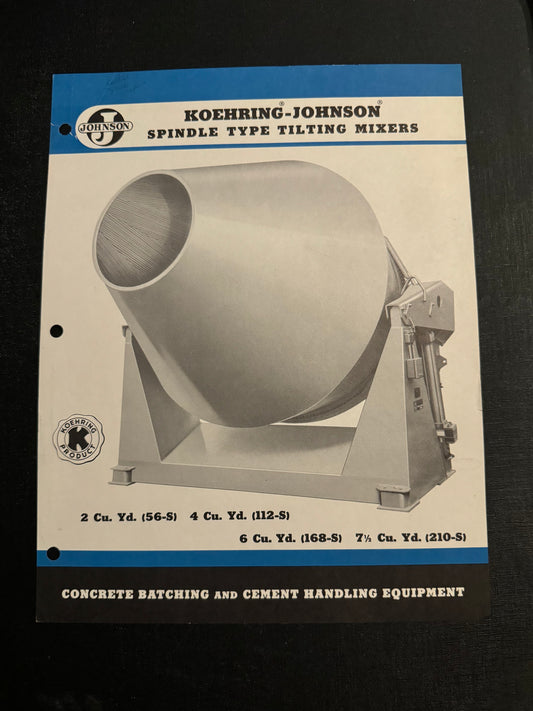 KOEHRING®-JOHNSON®
SPINDLE TYPE TILTING MIXERS
JOHNSON
KOEHRING
K
PRODUCT
2 Cu. Yd. (56-S) 4 Cu. Yd. (112-S)
6 Cu. Yd. (168-S) 7½ Cu. Yd. (210-S)
CONCRETE BATCHING AND CEMENT HANDLING EQUIPMENT